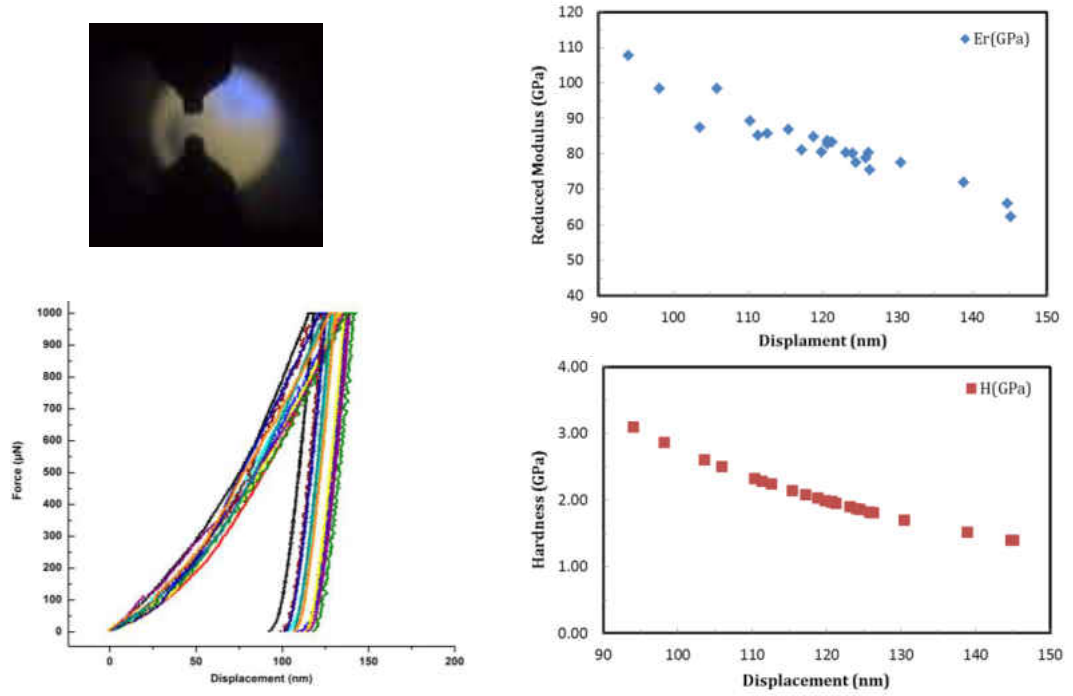 120
110
100
90
80
70
60
50
40
Reduced Modulus (GPa)
Er(GPa)
90 100 110 120 130 140 150
Displament (nm)
1000
900
800
700
600
500
400
300
200
100
0
Force (µN)
0 50 100 150 200
Displacement (nm)
4.00
3.00
2.00
1.00
0.00
Hardness (GPa)
H(GPa)
90 100 110 120 130 140 150
Displacement (nm)